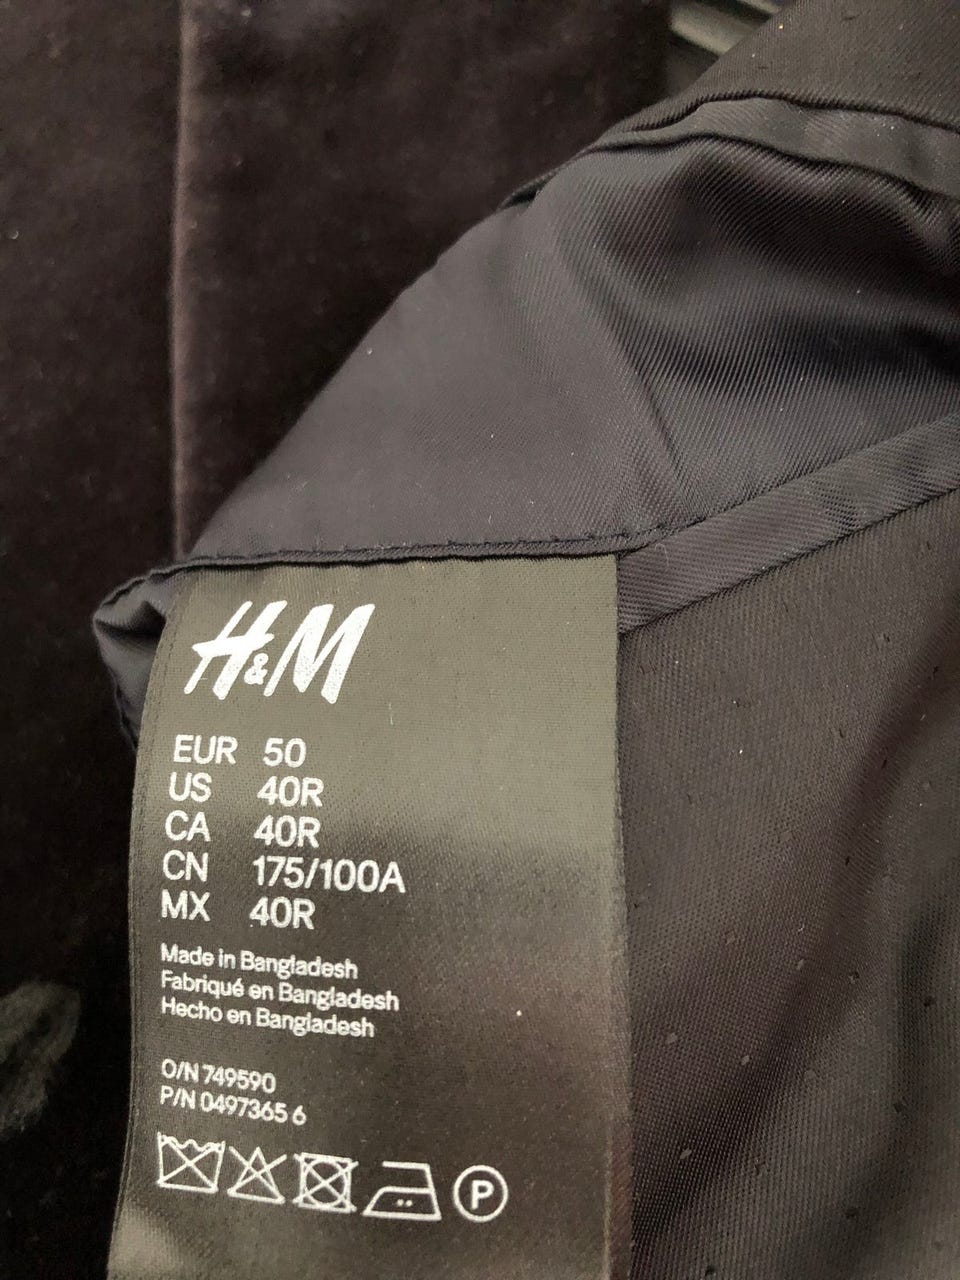 H&M
EUR 50
US 40R
CA 40R
CN 175/100A
MX 40R
Made in Bangladesh
Fabriqué en Bangladesh
Hecho en Bangladesh
O/N 749590
P/N 0497365 6
P